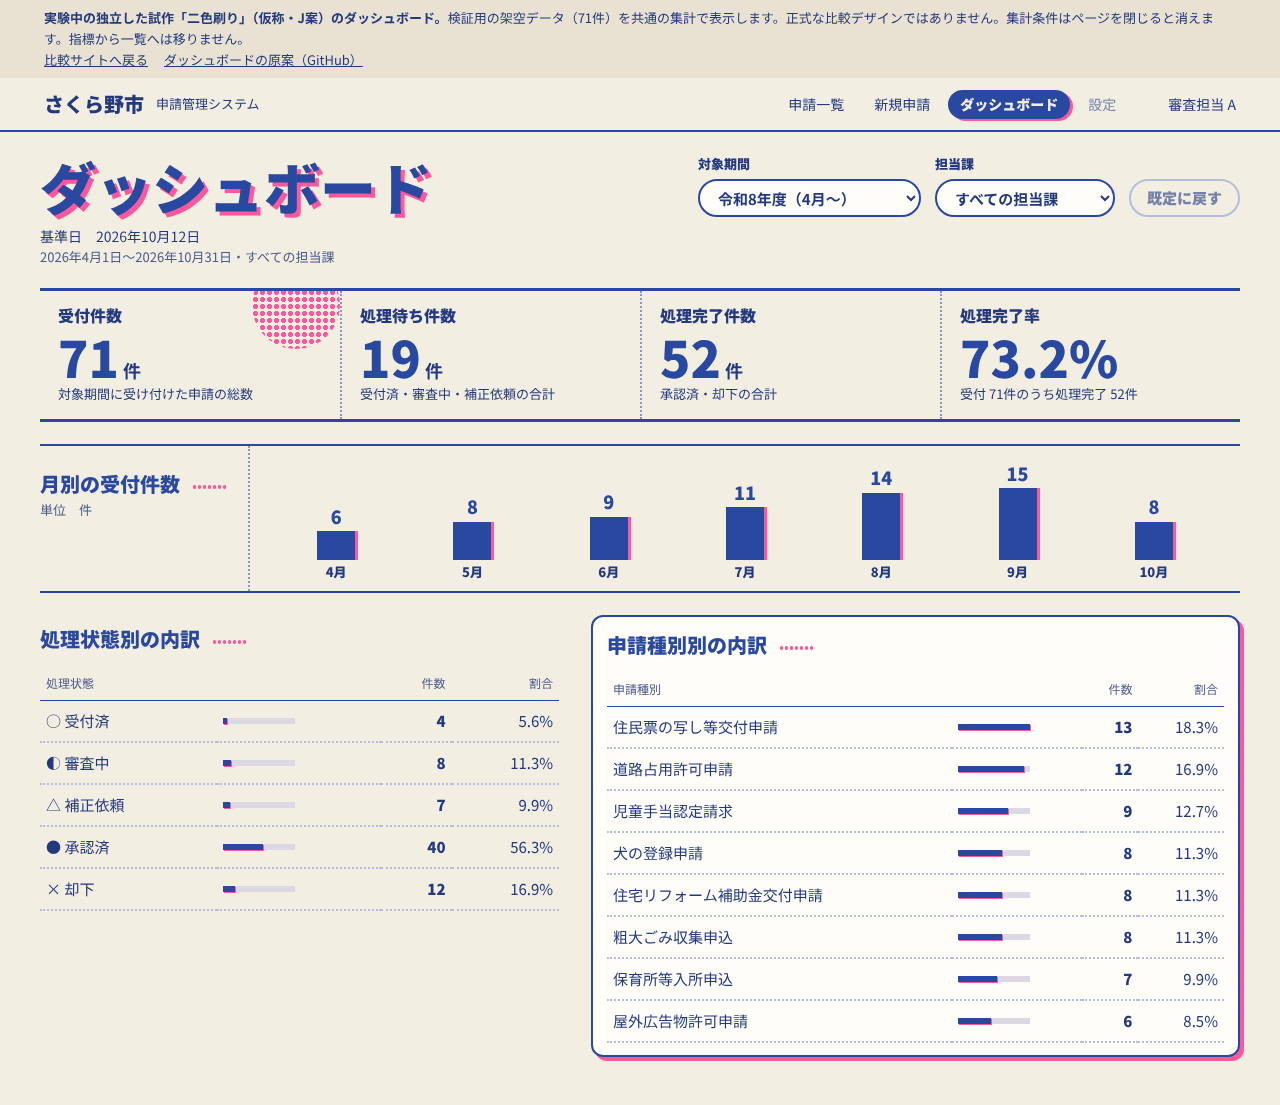 実験中の独立した試作「二色刷り」（仮称・J案）のダッシュボード。検証用の架空データ（71件）を共通の集計で表示します。正式な比較デザインではありません。集計条件はページを閉じると消えま
す。指標から一覧へは移りません。
比較サイトへ戻る ダッシュボードの原案（GitHub）
さくら野市 申請管理システム 申請一覧 新規申請 ダッシュボード 設定 審査担当 A
ダッシュボード
対象期間 担当課
令和8年度（4月～） すべての担当課 既定に戻す
基準日 2026年10月12日
2026年4月1日～2026年10月31日・すべての担当課
受付件数 処理待ち件数 処理完了件数 処理完了率
71件 19件 52件 73.2%
対象期間に受け付けた申請の総数 受付済・審査中・補正依頼の合計 承認済・却下の合計 受付 71件のうち処理完了 52件
月別の受付件数
単位 件
6 8 9 11 14 15 8
4月 5月 6月 7月 8月 9月 10月
処理状態別の内訳
処理状態 件数 割合
○ 受付済 4 5.6%
◐ 審査中 8 11.3%
△ 補正依頼 7 9.9%
● 承認済 40 56.3%
× 却下 12 16.9%
申請種別別の内訳
申請種別 件数 割合
住民票の写し等交付申請 13 18.3%
道路占用許可申請 12 16.9%
児童手当認定請求 9 12.7%
犬の登録申請 8 11.3%
住宅リフォーム補助金交付申請 8 11.3%
粗大ごみ収集申込 8 11.3%
保育所等入所申込 7 9.9%
屋外広告物許可申請 6 8.5%